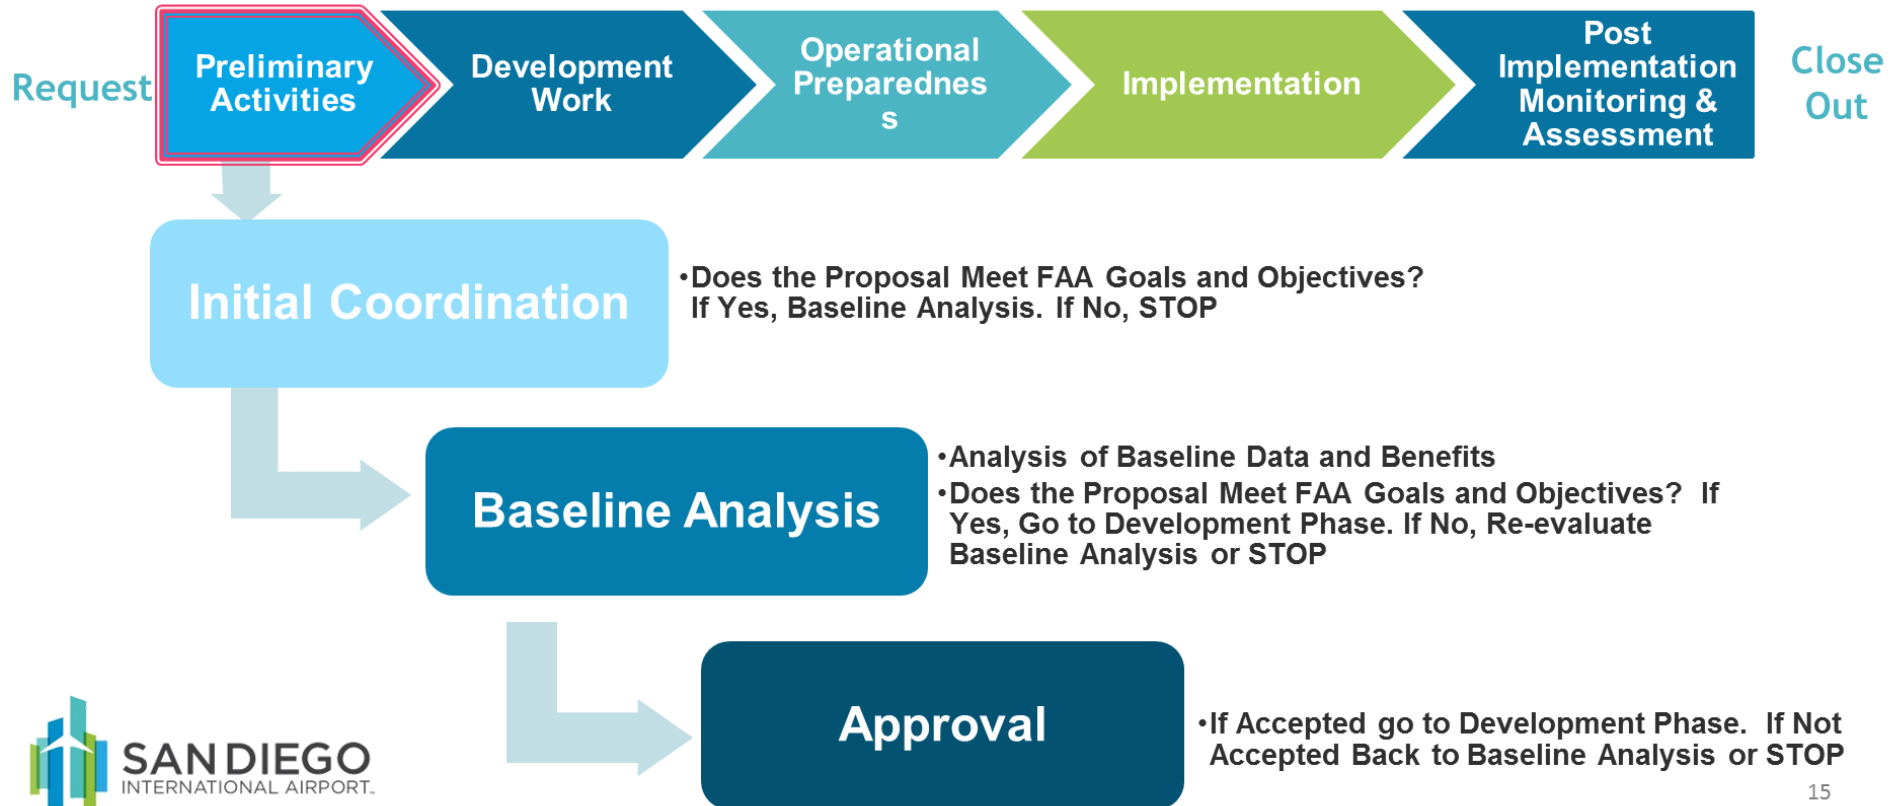 Request
Preliminary
Activities
Development
Work
Operational
Preparednes
s
Implementation
Post
Implementation
Monitoring &
Assessment
Close
Out
Initial Coordination
•Does the Proposal Meet FAA Goals and Objectives?
If Yes, Baseline Analysis. If No, STOP
Baseline Analysis
•Analysis of Baseline Data and Benefits
•Does the Proposal Meet FAA Goals and Objectives? If
Yes, Go to Development Phase. If No, Re-evaluate
Baseline Analysis or STOP
Approval
•If Accepted go to Development Phase. If Not
Accepted Back to Baseline Analysis or STOP
SAN DIEGO
INTERNATIONAL AIRPORT™
15